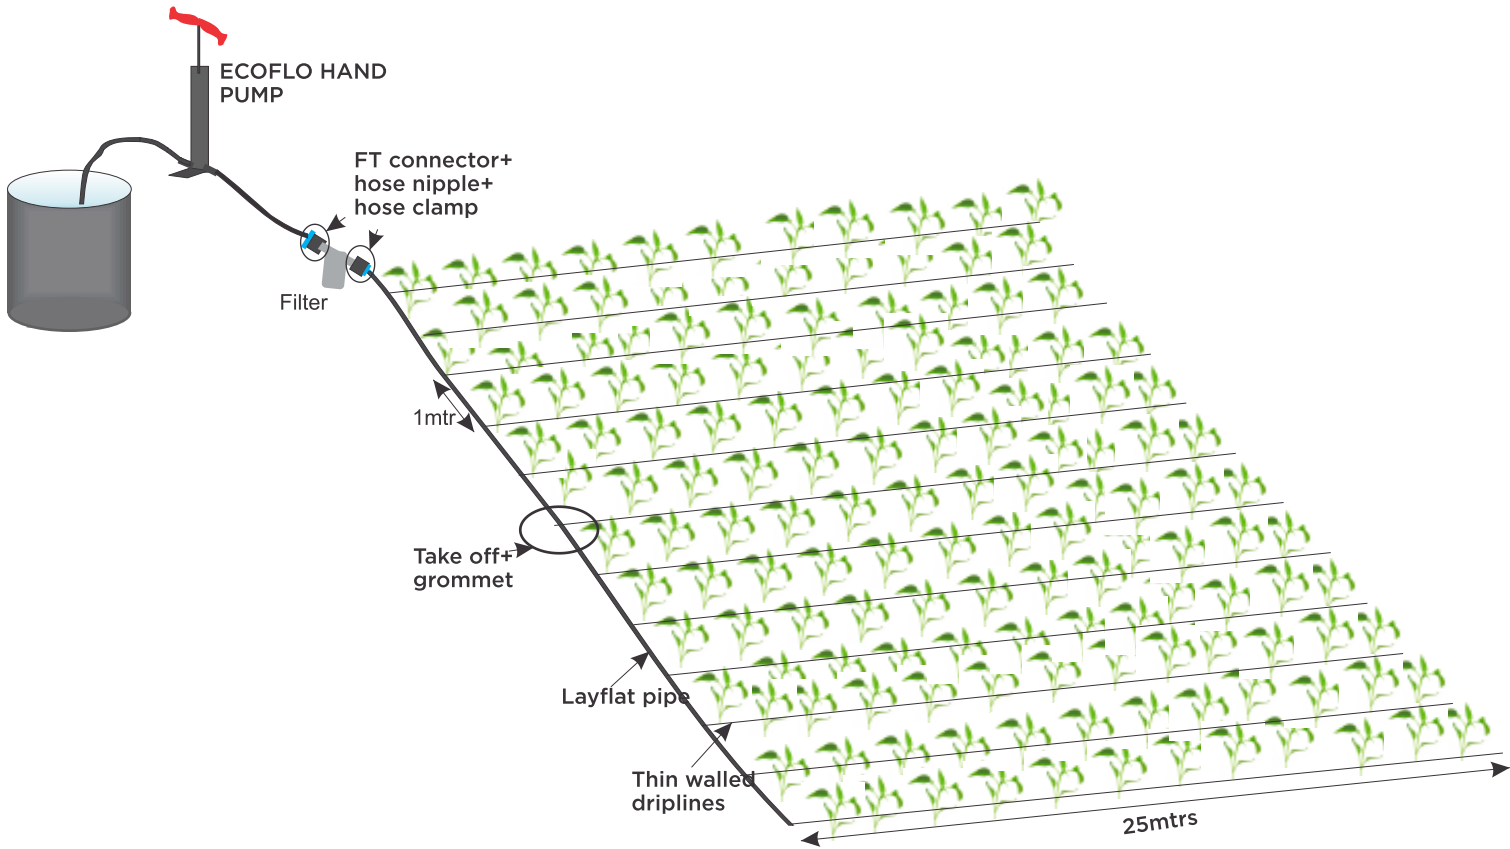 ECOFLO HAND
PUMP
FT connector+
hose nipple+
hose clamp
Filter
1mtr
Take off+
grommet
Layflat pipe
Thin walled
driplines
25mtrs